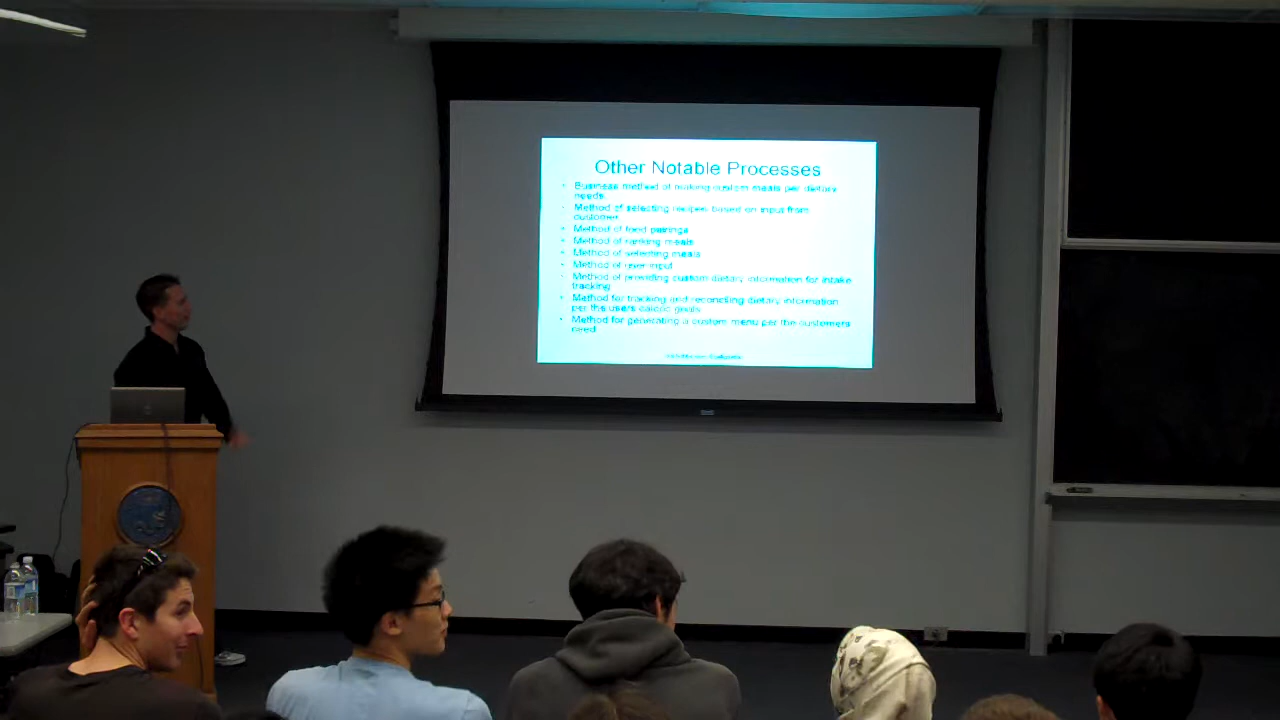 Other Notable Processes
• Business method of making custom meals per dietary
needs
• Method of selecting recipes based on input from
customer
• Method of food pairings
• Method of ranking meals
• Method of selecting meals
• Method of user input
• Method of providing custom dietary information for intake
tracking
• Method for tracking and reconciling dietary information
per the users caloric goals
• Method for generating a custom menu per the customers
need